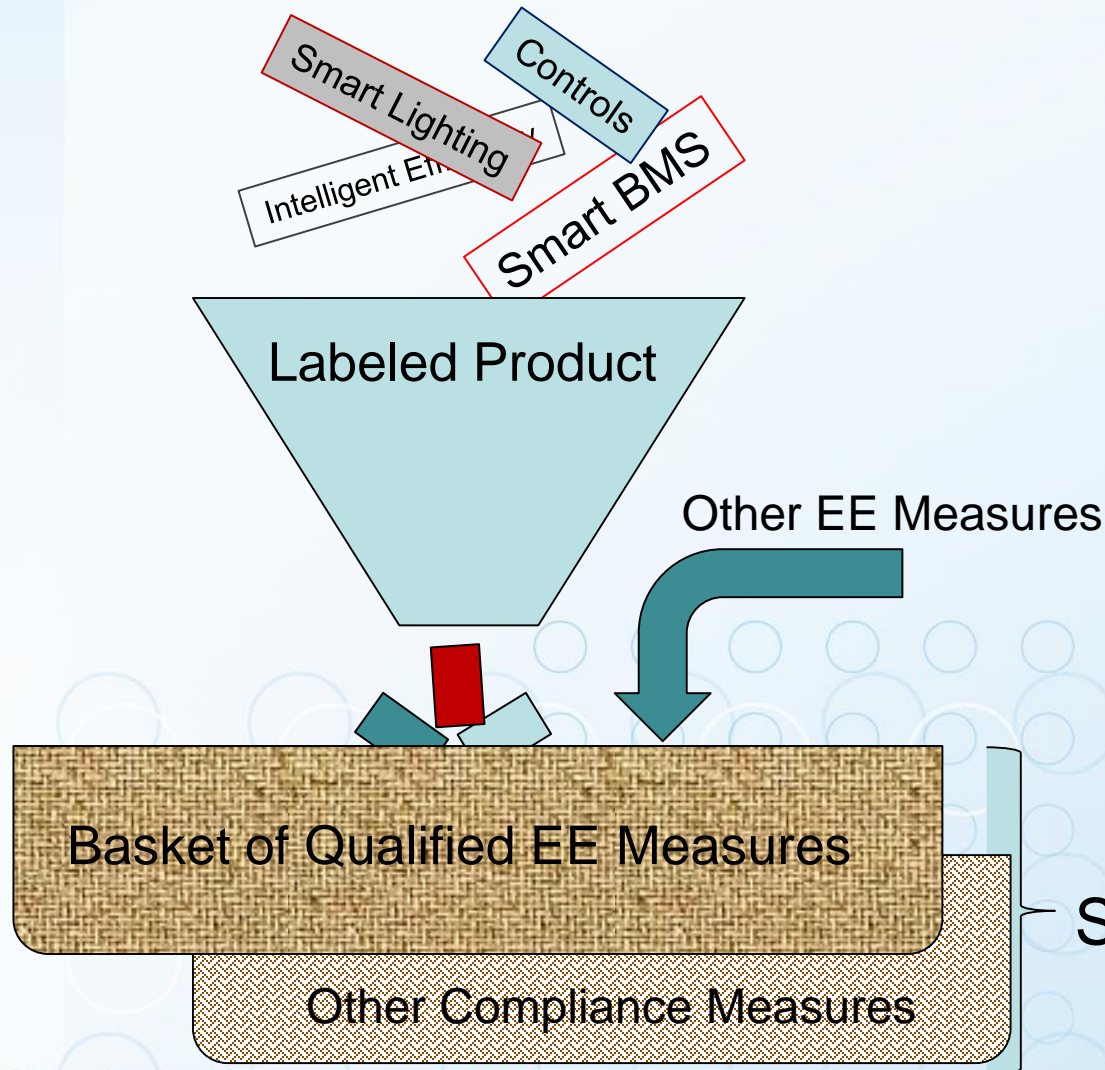 Smart Lighting
Controls
Intelligent
Smart BMS
Labeled Product
Other EE Measures
Basket of Qualified EE Measures
Other Compliance Measures
S